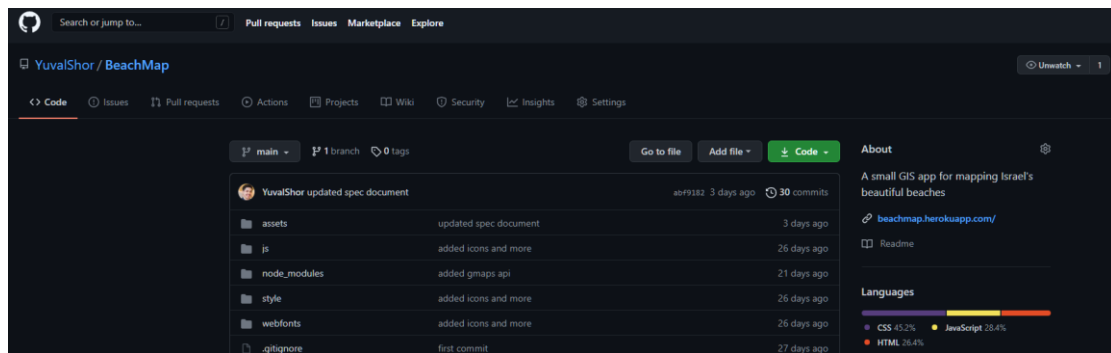 Search or jump to... /
Pull requests Issues Marketplace Explore
YuvalShor / BeachMap
Unwatch 1
<> Code Issues Pull requests Actions Projects Wiki Security Insights Settings
main 1 branch 0 tags Go to file Add file Code
YuvalShor updated spec document abf9182 3 days ago 30 commits
assets updated spec document 3 days ago
js added icons and more 26 days ago
node_modules added gmaps api 21 days ago
style added icons and more 26 days ago
webfonts added icons and more 26 days ago
.gitignore first commit 27 days ago
About
A small GIS app for mapping Israel's
beautiful beaches
beachmap.herokuapp.com/
Readme
Languages
CSS 45.2% JavaScript 28.4%
HTML 26.4%